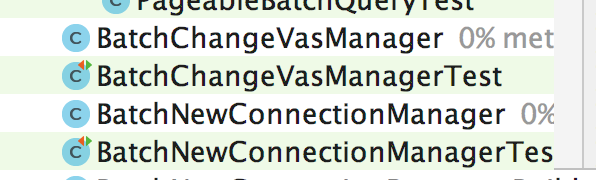 PageableBatchQueryTest
C BatchChangeVasManager 0% met
C BatchChangeVasManagerTest
C BatchNewConnectionManager 0%
C BatchNewConnectionManagerTes